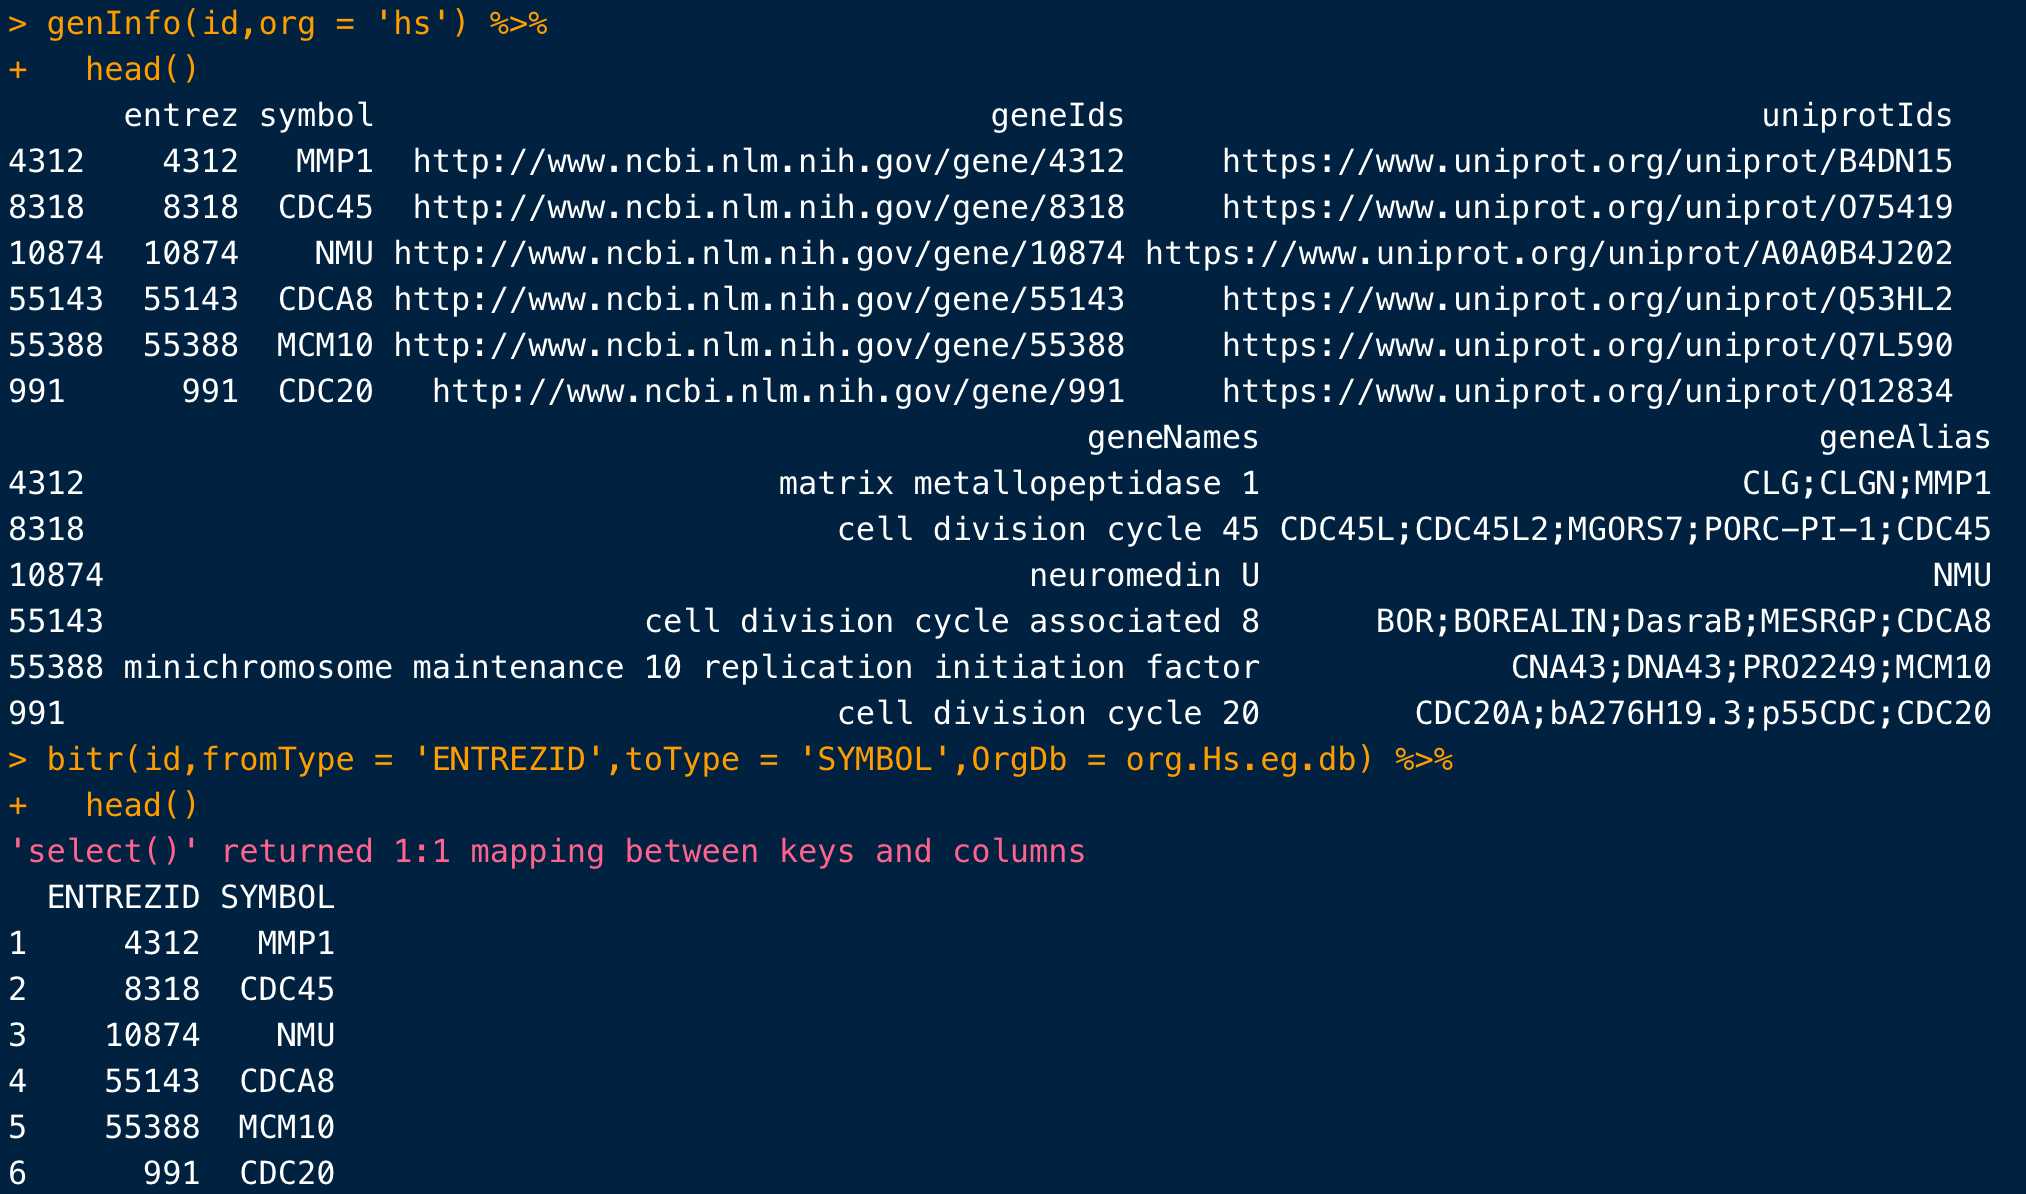 > genInfo(id,org = 'hs') %>%
+   head()
      entrez symbol                                geneIds                                 uniprotIds
4312    4312   MMP1  http://www.ncbi.nlm.nih.gov/gene/4312     https://www.uniprot.org/uniprot/B4DN15
8318    8318  CDC45  http://www.ncbi.nlm.nih.gov/gene/8318     https://www.uniprot.org/uniprot/O75419
10874  10874    NMU http://www.ncbi.nlm.nih.gov/gene/10874 https://www.uniprot.org/uniprot/A0A0B4J202
55143  55143  CDCA8 http://www.ncbi.nlm.nih.gov/gene/55143     https://www.uniprot.org/uniprot/Q53HL2
55388  55388  MCM10 http://www.ncbi.nlm.nih.gov/gene/55388     https://www.uniprot.org/uniprot/Q7L590
991      991  CDC20   http://www.ncbi.nlm.nih.gov/gene/991     https://www.uniprot.org/uniprot/Q12834
                                                        geneNames                             geneAlias
4312                                    matrix metallopeptidase 1                         CLG;CLGN;MMP1
8318                                       cell division cycle 45 CDC45L;CDC45L2;MGORS7;PORC-PI-1;CDC45
10874                                                neuromedin U                                   NMU
55143                            cell division cycle associated 8      BOR;BOREALIN;DasraB;MESRGP;CDCA8
55388 minichromosome maintenance 10 replication initiation factor             CNA43;DNA43;PRO2249;MCM10
991                                        cell division cycle 20        CDC20A;bA276H19.3;p55CDC;CDC20
> bitr(id,fromType = 'ENTREZID',toType = 'SYMBOL',OrgDb = org.Hs.eg.db) %>%
+   head()
'select()' returned 1:1 mapping between keys and columns
  ENTREZID SYMBOL
1     4312   MMP1
2     8318  CDC45
3    10874    NMU
4    55143  CDCA8
5    55388  MCM10
6      991  CDC20